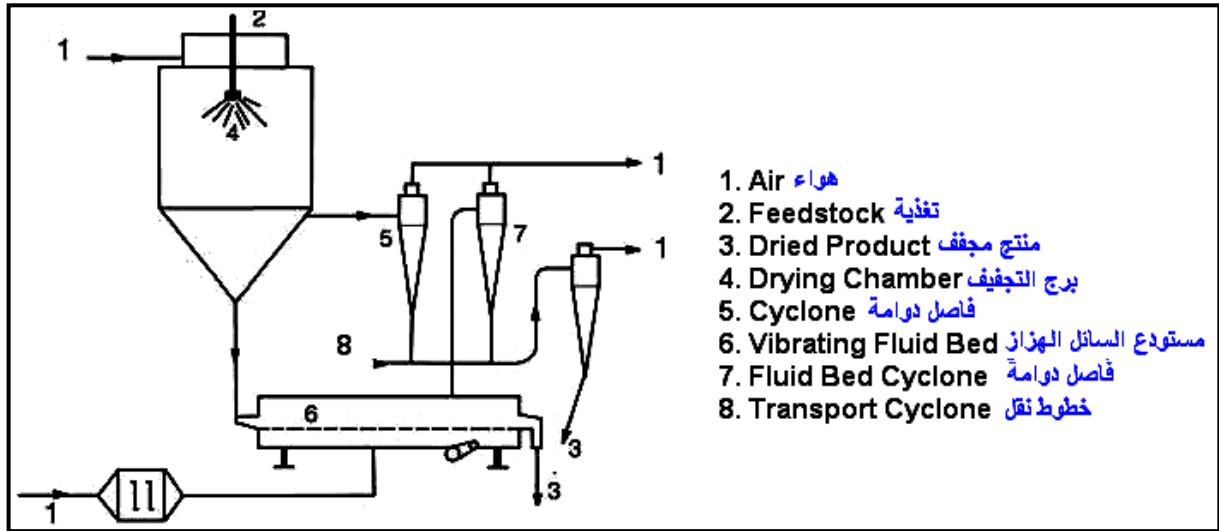 2
1
4
1
5
7
1
8
6
3
3
1
1. Air هواء
2. Feedstock تغذية
3. Dried Product منتج مجفف
4. Drying Chamber برج التجفيف
5. Cyclone فاصل دوامة
6. Vibrating Fluid Bed مستودع السائل الهزاز
7. Fluid Bed Cyclone فاصل دوامة
8. Transport Cyclone خطوط نقل